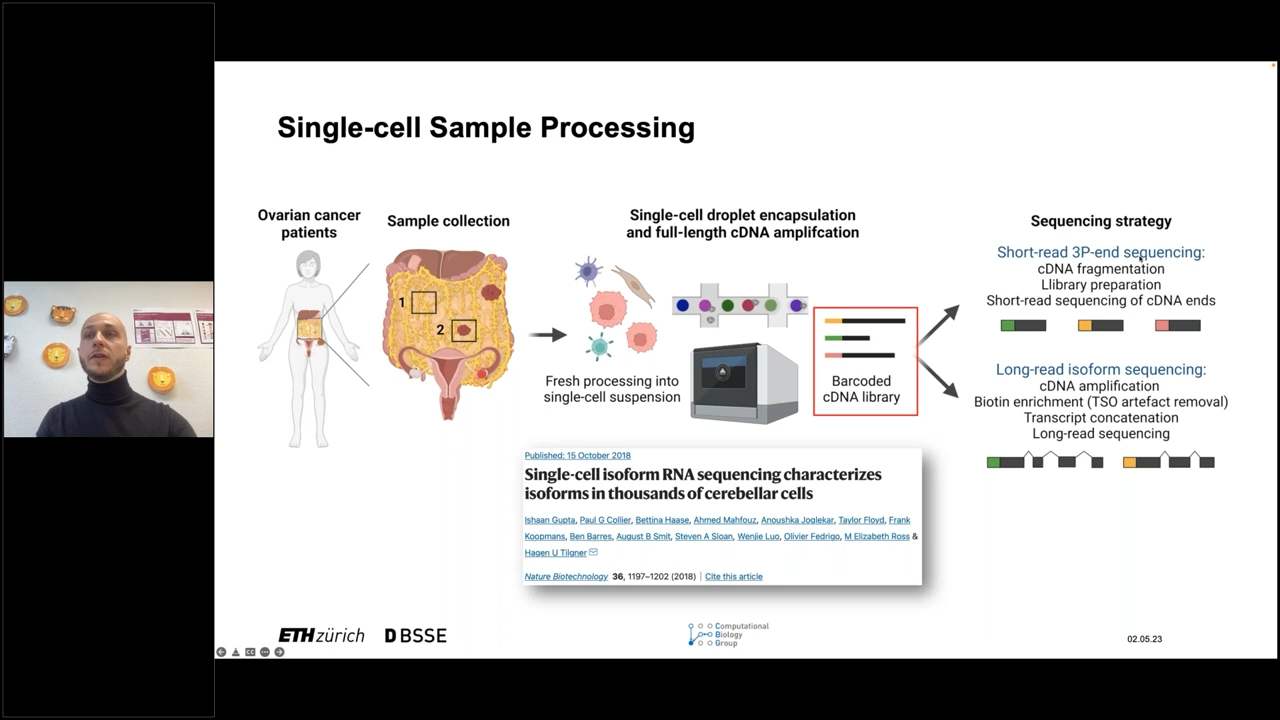 Single-cell Sample Processing
Ovarian cancer
patients
Sample collection
1
2
Single-cell droplet encapsulation
and full-length cDNA amplifcation
Fresh processing into
single-cell suspension
Barcoded
cDNA library
Sequencing strategy
Short-read 3P-end sequencing:
cDNA fragmentation
Llibrary preparation
Short-read sequencing of cDNA ends
Long-read isoform sequencing:
cDNA amplification
Biotin enrichment (TSO artefact removal)
Transcript concatenation
Long-read sequencing
Published: 15 October 2018
Single-cell isoform RNA sequencing characterizes
isoforms in thousands of cerebellar cells
Ishaan Gupta, Paul G Collier, Bettina Haase, Ahmed Mahfouz, Anoushka Joglekar, Taylor Floyd, Frank
Koopmans, Ben Barres, August B Smit, Steven A Sloan, Wenjie Luo, Olivier Fedrigo, M Elizabeth Ross &
Hagen U Tilgner
Nature Biotechnology 36, 1197–1202 (2018) | Cite this article
ETH zürich
D BSSE
Computational
Biology
Group
02.05.23